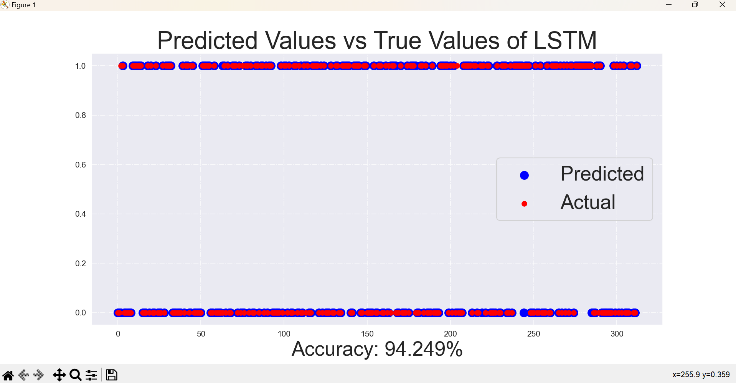 Figure 1
Predicted Values vs True Values of LSTM
1.0
0.8
0.6
0.4
0.2
0.0
Predicted
Actual
0 50 100 150 200 250 300
Accuracy: 94.249%
x=255.9 y=0.359